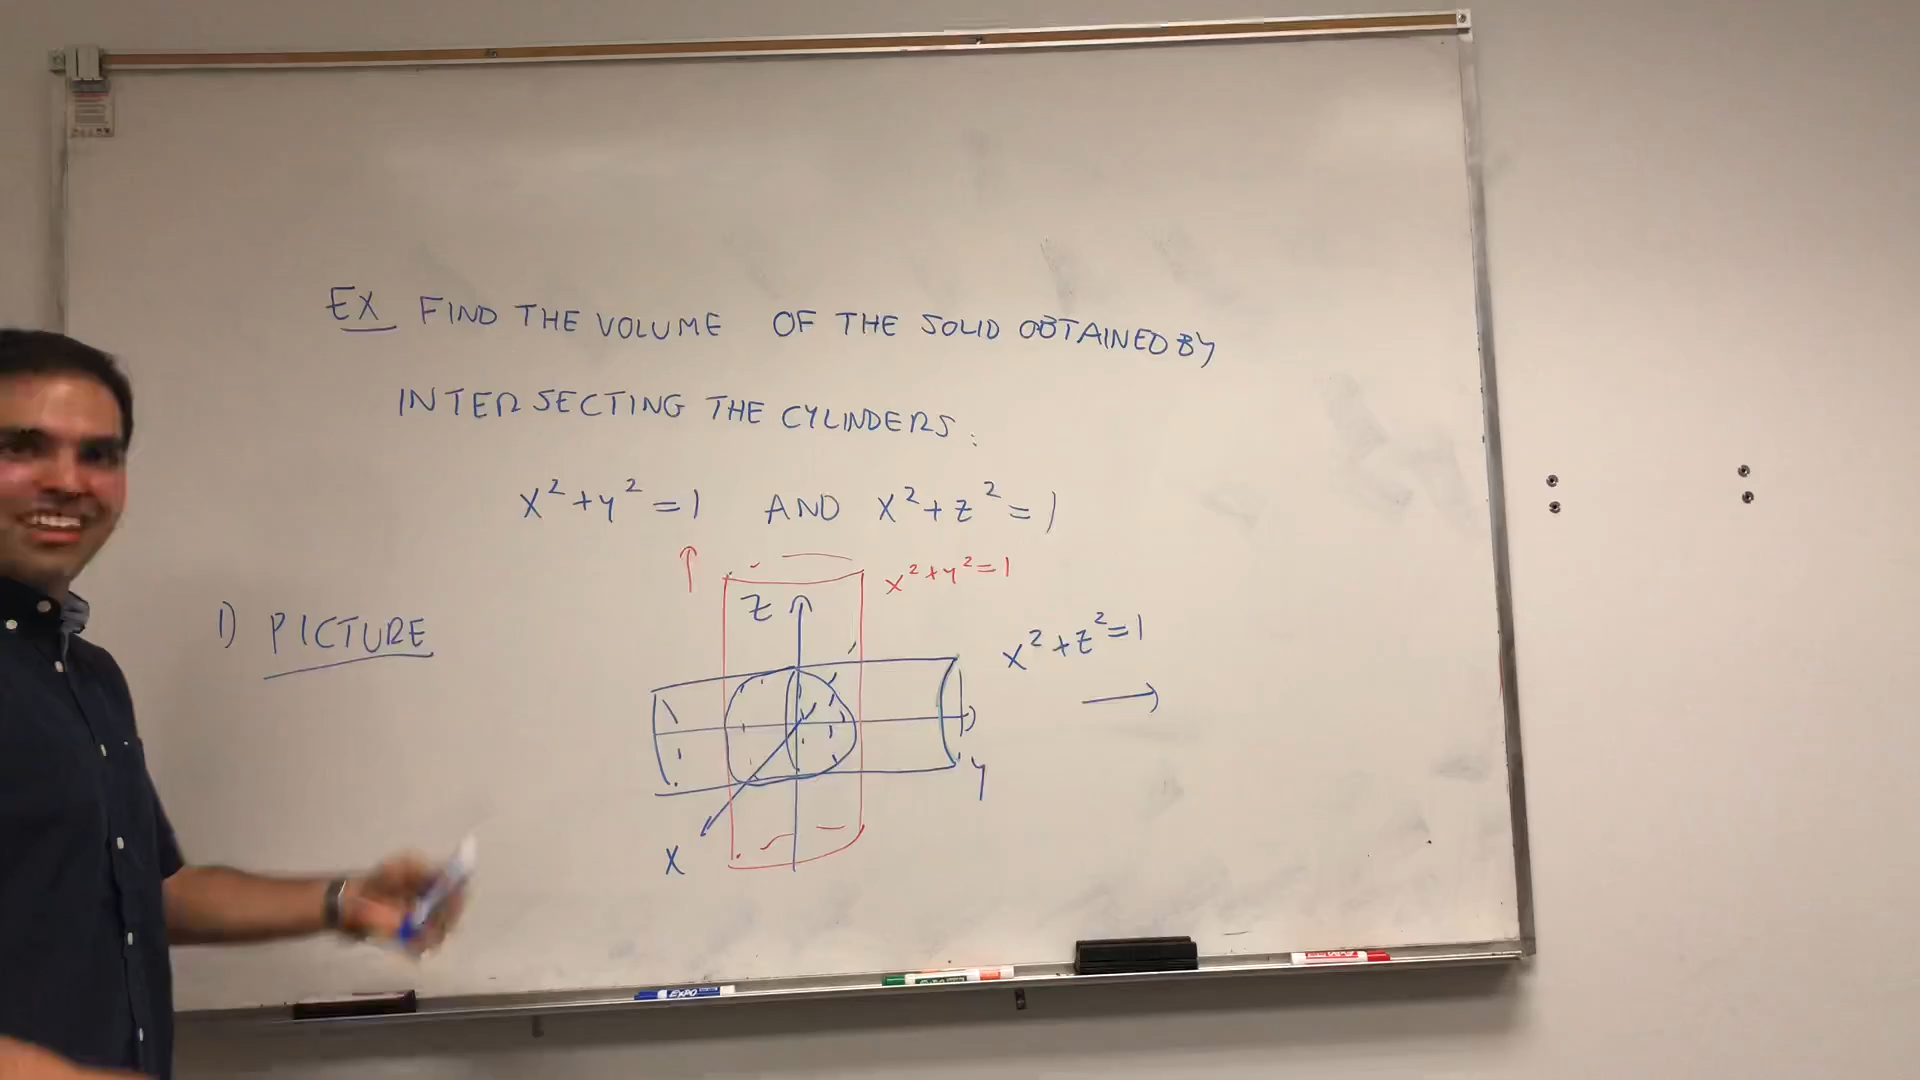 EX FIND THE VOLUME OF THE SOLID OBTAINED BY
INTERSECTING THE CYLINDERS:
x²+y²=1 AND x²+z²=1
x²+y²=1
z
1) PICTURE
x²+z²=1
y
x
EXPO